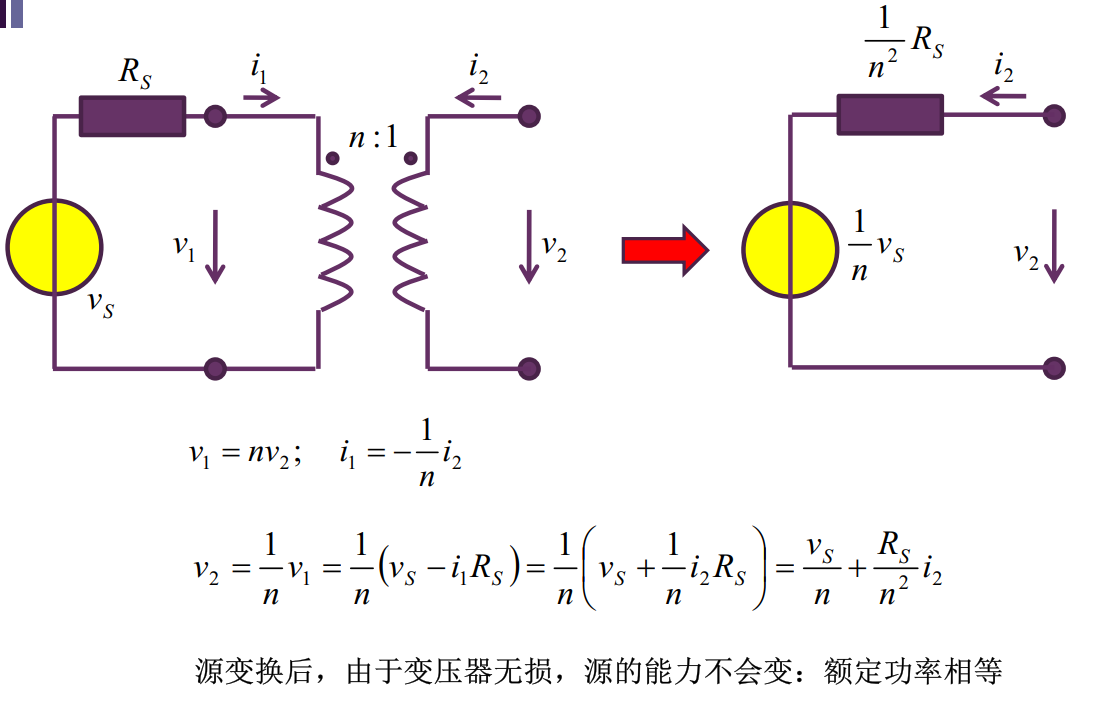 R_S
i_1
i_2
n : 1
v_1
v_S
v_2
\frac{1}{n^2} R_S
i_2
\frac{1}{n} v_S
v_2
v_1 = nv_2; i_1 = -\frac{1}{n} i_2
v_2 = \frac{1}{n} v_1 = \frac{1}{n} (v_S - i_1 R_S) = \frac{1}{n} \left( v_S + \frac{1}{n} i_2 R_S \right) = \frac{v_S}{n} + \frac{R_S}{n^2} i_2
源变换后，由于变压器无损，源的能力不会变：额定功率相等